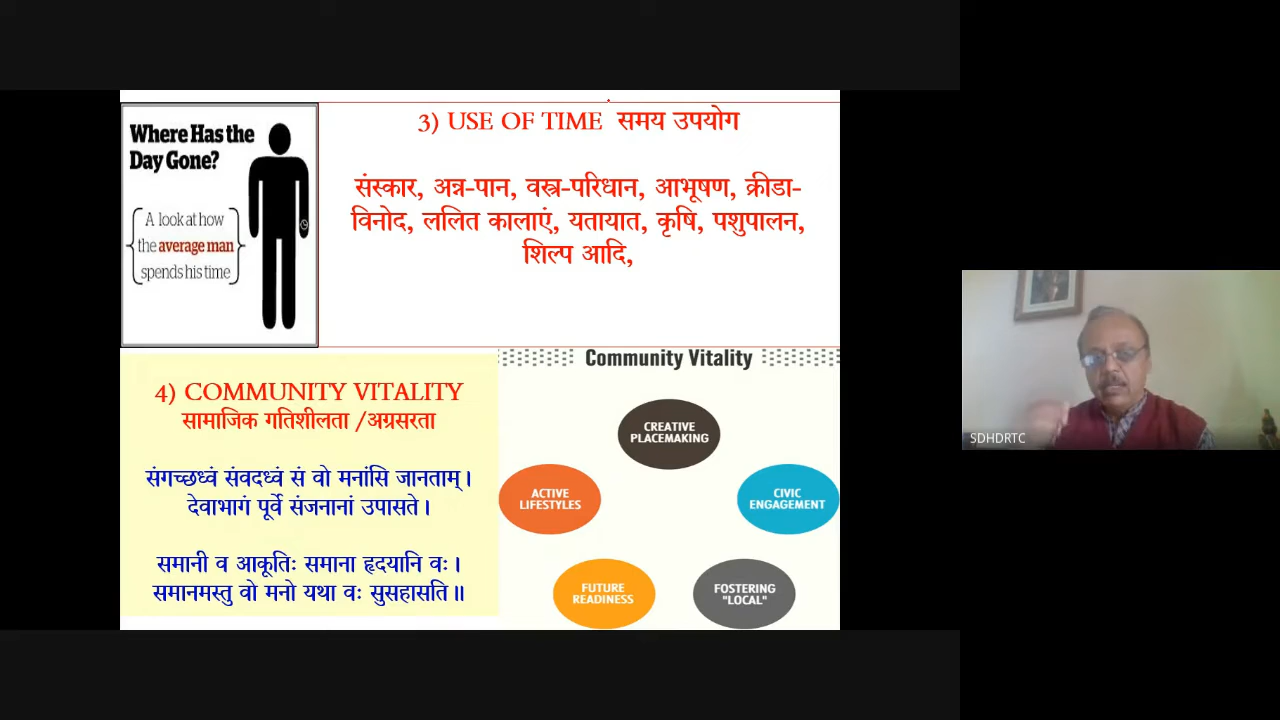 Where Has the
Day Gone?
A look at how
the average man
spends his time
3) USE OF TIME समय उपयोग
संस्कार, अन्न-पान, वस्त्र-परिधान, आभूषण, क्रीडा-
विनोद, ललित कालाएं, यतायात, कृषि, पशुपालन,
शिल्प आदि,
4) COMMUNITY VITALITY
सामाजिक गतिशीलता /अग्रसरता
संगच्छध्वं संवदध्वं सं वो मनांसि जानताम्।
देवाभागं पूर्वे संजनानां उपासते।
समानी व आकूतिः समाना हृदयानि वः।
समानमस्तु वो मनो यथा वः सुसहासति॥
Community Vitality
CREATIVE
PLACEMAKING
ACTIVE
LIFESTYLES
CIVIC
ENGAGEMENT
FUTURE
READINESS
FOSTERING
"LOCAL"
SDHDRTC